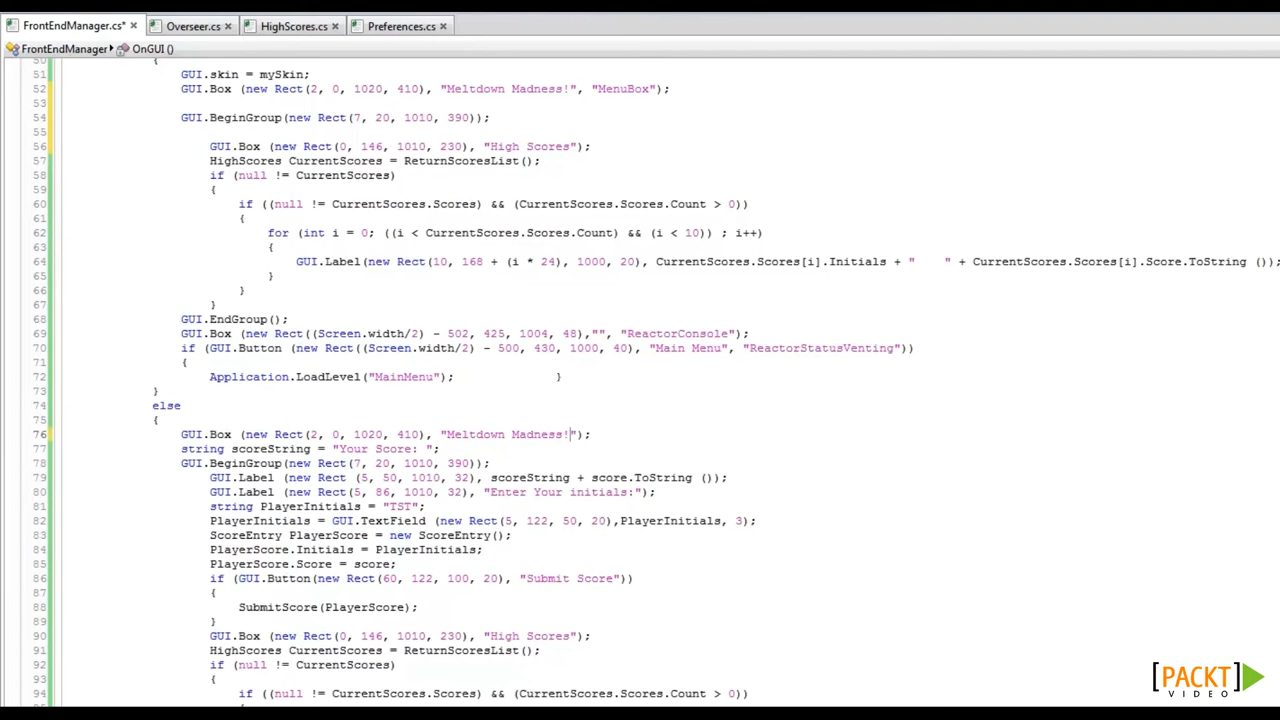 FrontEndManager.cs* × Overseer.cs × HighScores.cs × Preferences.cs ×
FrontEndManager ▸ OnGUI ()
50 {
51 GUI.skin = mySkin;
52 GUI.Box (new Rect(2, 0, 1020, 410), "Meltdown Madness!", "MenuBox");
53
54 GUI.BeginGroup(new Rect(7, 20, 1010, 390));
55
56 GUI.Box (new Rect(0, 146, 1010, 230), "High Scores");
57 HighScores CurrentScores = ReturnScoresList();
58 if (null != CurrentScores)
59 {
60 if ((null != CurrentScores.Scores) && (CurrentScores.Scores.Count > 0))
61 {
62 for (int i = 0; ((i < CurrentScores.Scores.Count) && (i < 10)) ; i++)
63 {
64 GUI.Label(new Rect(10, 168 + (i * 24), 1000, 20), CurrentScores.Scores[i].Initials + "    " + CurrentScores.Scores[i].Score.ToString ());
65 }
66 }
67 }
68 GUI.EndGroup();
69 GUI.Box (new Rect((Screen.width/2) - 502, 425, 1004, 48),"", "ReactorConsole");
70 if (GUI.Button (new Rect((Screen.width/2) - 500, 430, 1000, 40), "Main Menu", "ReactorStatusVenting"))
71 {
72 Application.LoadLevel("MainMenu"); }
73 }
74 else
75 {
76 GUI.Box (new Rect(2, 0, 1020, 410), "Meltdown Madness!");
77 string scoreString = "Your Score: ";
78 GUI.BeginGroup(new Rect(7, 20, 1010, 390));
79 GUI.Label (new Rect (5, 50, 1010, 32), scoreString + score.ToString ());
80 GUI.Label (new Rect(5, 86, 1010, 32), "Enter Your initials:");
81 string PlayerInitials = "TST";
82 PlayerInitials = GUI.TextField (new Rect(5, 122, 50, 20),PlayerInitials, 3);
83 ScoreEntry PlayerScore = new ScoreEntry();
84 PlayerScore.Initials = PlayerInitials;
85 PlayerScore.Score = score;
86 if (GUI.Button(new Rect(60, 122, 100, 20), "Submit Score"))
87 {
88 SubmitScore(PlayerScore);
89 }
90 GUI.Box (new Rect(0, 146, 1010, 230), "High Scores");
91 HighScores CurrentScores = ReturnScoresList();
92 if (null != CurrentScores)
93 {
94 if ((null != CurrentScores.Scores) && (CurrentScores.Scores.Count > 0))
[PACKT]
VIDEO